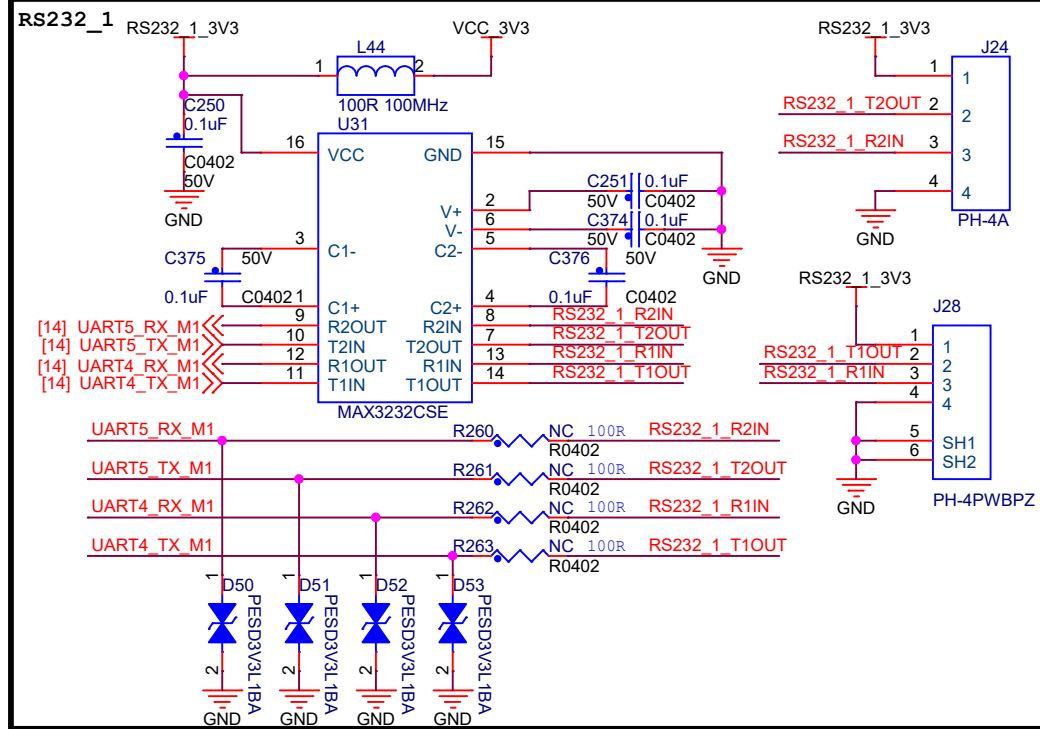 RS232_1
RS232_1_3V3
VCC_3V3
L44
1
2
100R 100MHz
C250
0.1uF
C0402
50V
GND
U31
16
VCC
GND
15
2
V+
6
V-
3
C1-
5
C2-
C251
0.1uF
50V
C0402
C374
0.1uF
50V
C0402
GND
C375
50V
0.1uF
C0402
C376
50V
0.1uF
C0402
1
C1+
C2+
4
[14] UART5_RX_M1
9
R2OUT
R2IN
8
RS232_1_R2IN
[14] UART5_TX_M1
10
T2IN
T2OUT
7
RS232_1_T2OUT
[14] UART4_RX_M1
12
R1OUT
R1IN
13
RS232_1_R1IN
[14] UART4_TX_M1
11
T1IN
T1OUT
14
RS232_1_T1OUT
MAX3232CSE
UART5_RX_M1
R260
NC 100R
R0402
RS232_1_R2IN
UART5_TX_M1
R261
NC 100R
R0402
RS232_1_T2OUT
UART4_RX_M1
R262
NC 100R
R0402
RS232_1_R1IN
UART4_TX_M1
R263
NC 100R
R0402
RS232_1_T1OUT
1
D50
PESD3V3L1BA
2
GND
1
D51
PESD3V3L1BA
2
GND
1
D52
PESD3V3L1BA
2
GND
1
D53
PESD3V3L1BA
2
GND
RS232_1_3V3
J24
1
1
RS232_1_T2OUT
2
2
RS232_1_R2IN
3
3
4
4
GND
PH-4A
RS232_1_3V3
J28
1
1
RS232_1_T1OUT
2
2
RS232_1_R1IN
3
3
4
4
5
SH1
6
SH2
GND
PH-4PWBPZ